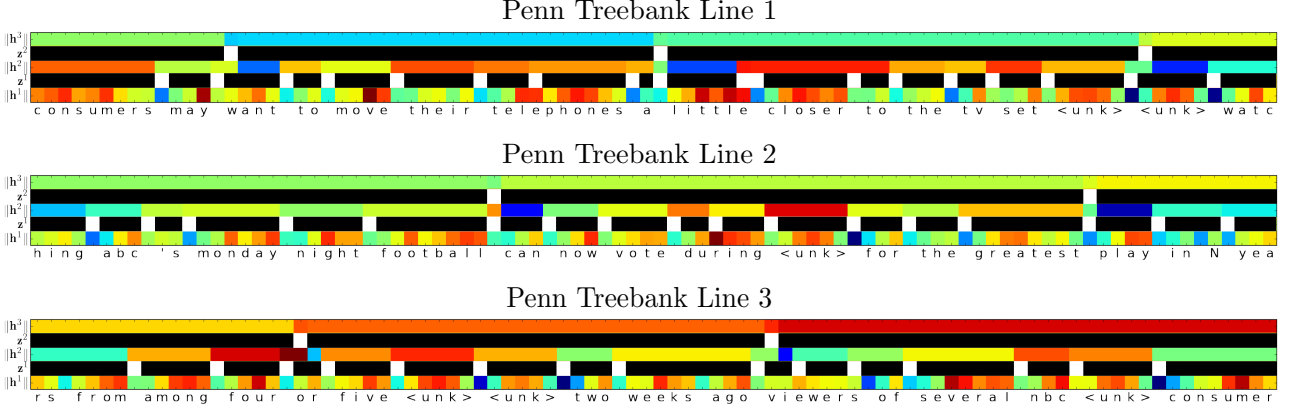 Penn Treebank Line 1
‖h³‖
z²
‖h²‖
z¹
‖h¹‖
consumers may want to move their telephones a little closer to the tv set <unk> <unk> watc
Penn Treebank Line 2
‖h³‖
z²
‖h²‖
z¹
‖h¹‖
hing abc 's monday night football can now vote during <unk> for the greatest play in N yea
Penn Treebank Line 3
‖h³‖
z²
‖h²‖
z¹
‖h¹‖
rs from among four or five <unk> <unk> two weeks ago viewers of several nbc <unk> consumer